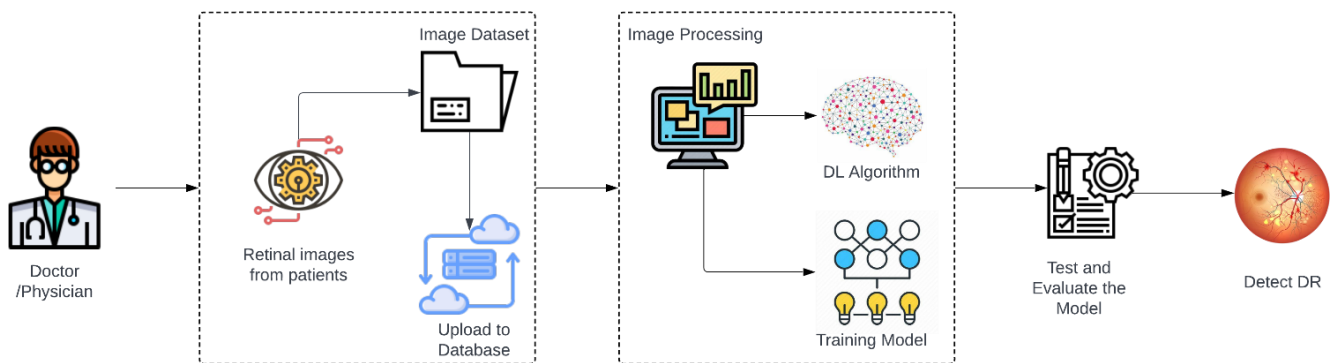 Image Dataset
Image Processing
Doctor
/Physician
Retinal images
from patients
Upload to
Database
DL Algorithm
Training Model
Test and
Evaluate the
Model
Detect DR